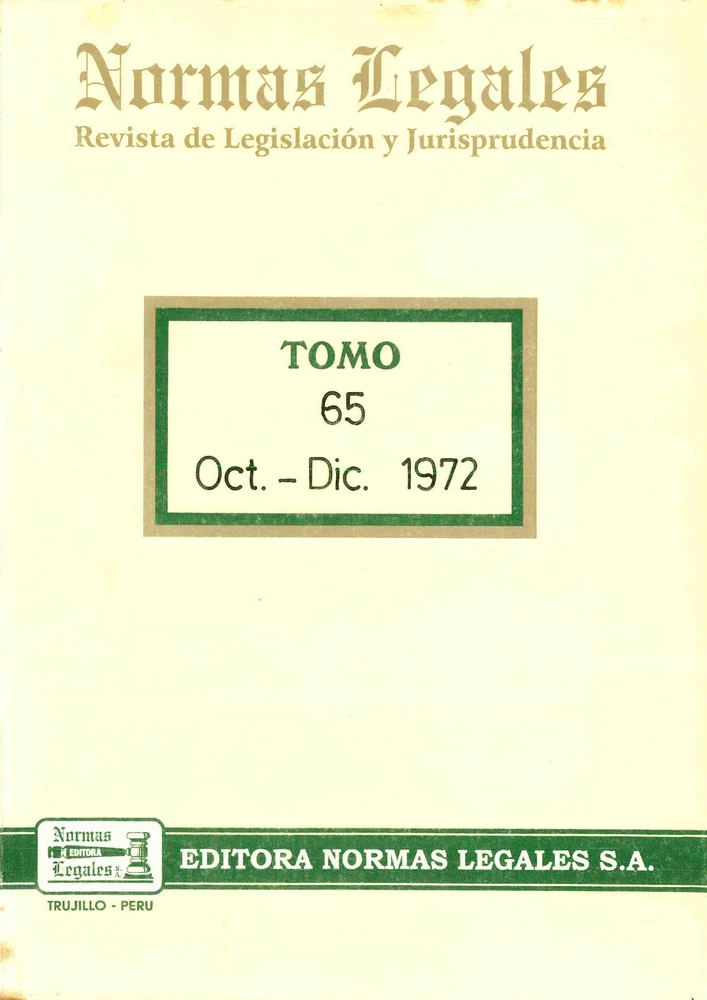 Normas Legales
Revista de Legislación y Jurisprudencia
TOMO
65
Oct. - Dic. 1972
Normas
EDITORA
Legales S.A.
EDITORA NORMAS LEGALES S.A.
TRUJILLO - PERU